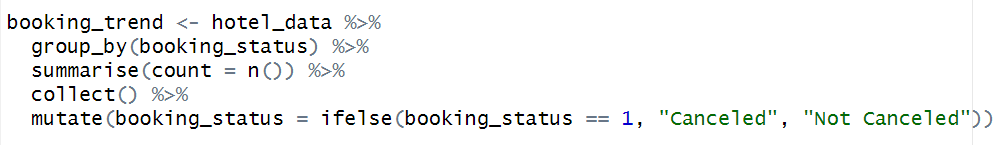 booking_trend <- hotel_data %>%
  group_by(booking_status) %>%
  summarise(count = n()) %>%
  collect() %>%
  mutate(booking_status = ifelse(booking_status == 1, "Canceled", "Not Canceled"))